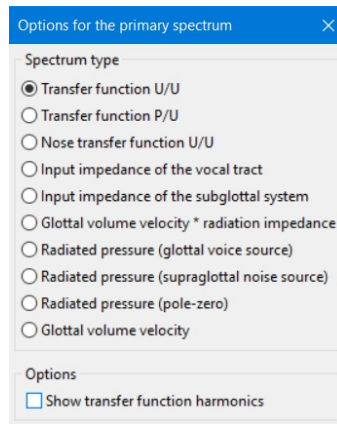 Options for the primary spectrum
Spectrum type
Transfer function U/U
Transfer function P/U
Nose transfer function U/U
Input impedance of the vocal tract
Input impedance of the subglottal system
Glottal volume velocity * radiation impedance
Radiated pressure (glottal voice source)
Radiated pressure (supraglottal noise source)
Radiated pressure (pole-zero)
Glottal volume velocity
Options
Show transfer function harmonics